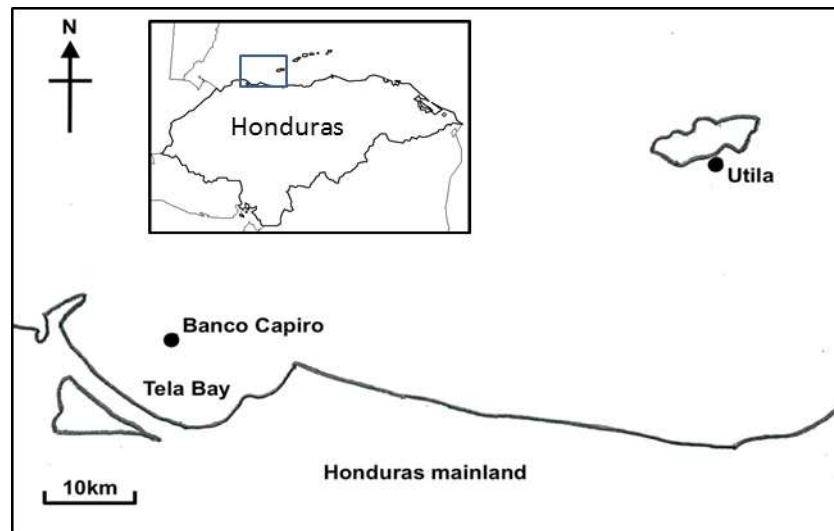 N
Honduras
Utila
Banco Capiro
Tela Bay
Honduras mainland
10km